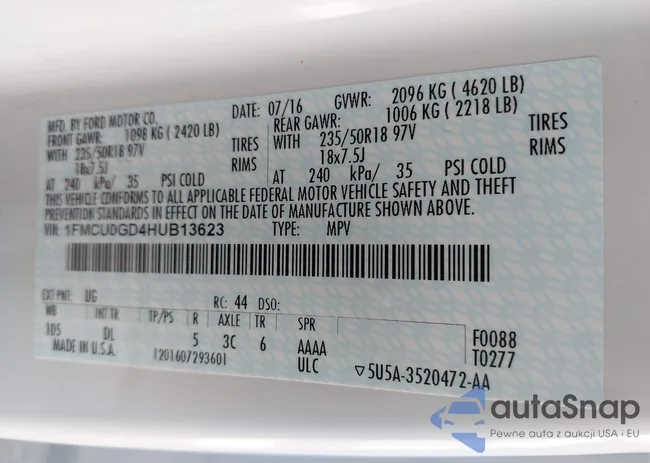 MFD. BY FORD MOTOR CO. DATE: 07/16 GVWR: 2096 KG ( 4620 LB)
FRONT GAWR: 1098 KG ( 2420 LB) REAR GAWR: 1006 KG ( 2218 LB)
WITH 235/50R18 97V TIRES WITH 235/50R18 97V TIRES
18x7.5J RIMS 18x7.5J RIMS
AT 240 kPa/ 35 PSI COLD AT 240 kPa/ 35 PSI COLD
THIS VEHICLE CONFORMS TO ALL APPLICABLE FEDERAL MOTOR VEHICLE SAFETY AND THEFT
PREVENTION STANDARDS IN EFFECT ON THE DATE OF MANUFACTURE SHOWN ABOVE.
VIN: 1FMCU0GD4HUB13623 TYPE: MPV
EXT PNT: UG RC: 44 DSO:
WB INT TR TP/PS R AXLE TR SPR
105 DL 5 3C 6 AAAA F0088
MADE IN U.S.A. 1201607293601 ULC ▽5U5A-3520472-AA T0277
autaSnap
Pewne auta z aukcji USA i EU